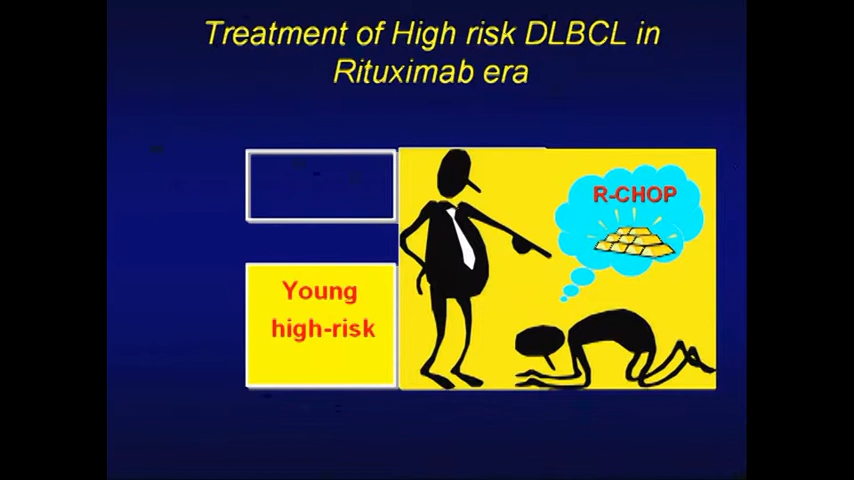 Treatment of High risk DLBCL in
Rituximab era
R-CHOP
Young
high-risk